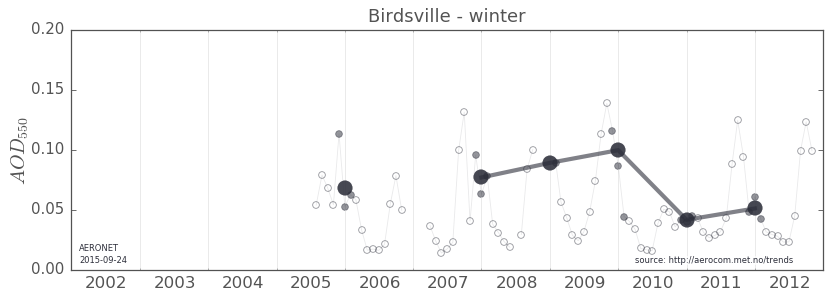 Birdsville - winter
0.20
0.15
0.10
0.05
0.00
AOD550
AERONET
2015-09-24
source: http://aerocom.met.no/trends
2002 2003 2004 2005 2006 2007 2008 2009 2010 2011 2012